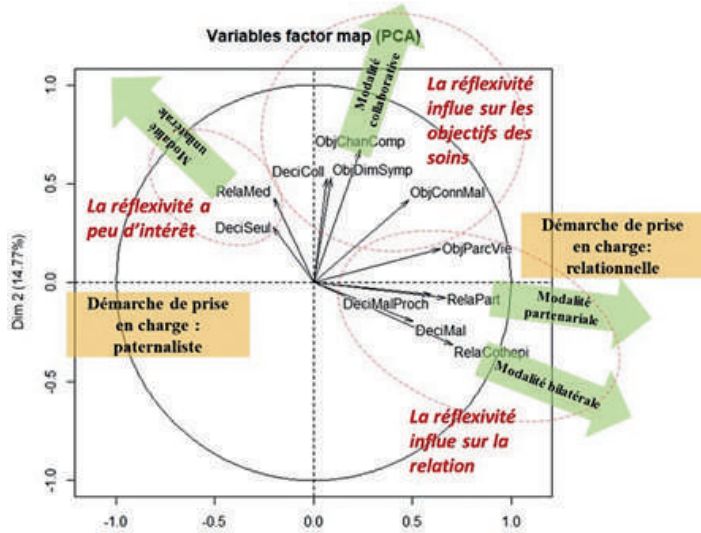 Variables factor map (PCA)
Modalité
unilatérale
Modalité
collaborative
La réflexivité
influe sur les
objectifs des
soins
1.0
ObjChanComp
DeciColl
ObjDimSymp
0.5
RelaMed
ObjConnMal
La réflexivité a
peu d'intérêt
DeciSeul
ObjParcVie
Démarche de prise
en charge:
relationnelle
Dim 2 (14.77%)
0.0
Démarche de prise
en charge :
paternaliste
DeciMalProch
RelaPart
Modalité
partenariale
DeciMal
RelaCothepi
Modalité bilatérale
-0.5
La réflexivité
influe sur la
relation
-1.0
-1.0 -0.5 0.0 0.5 1.0